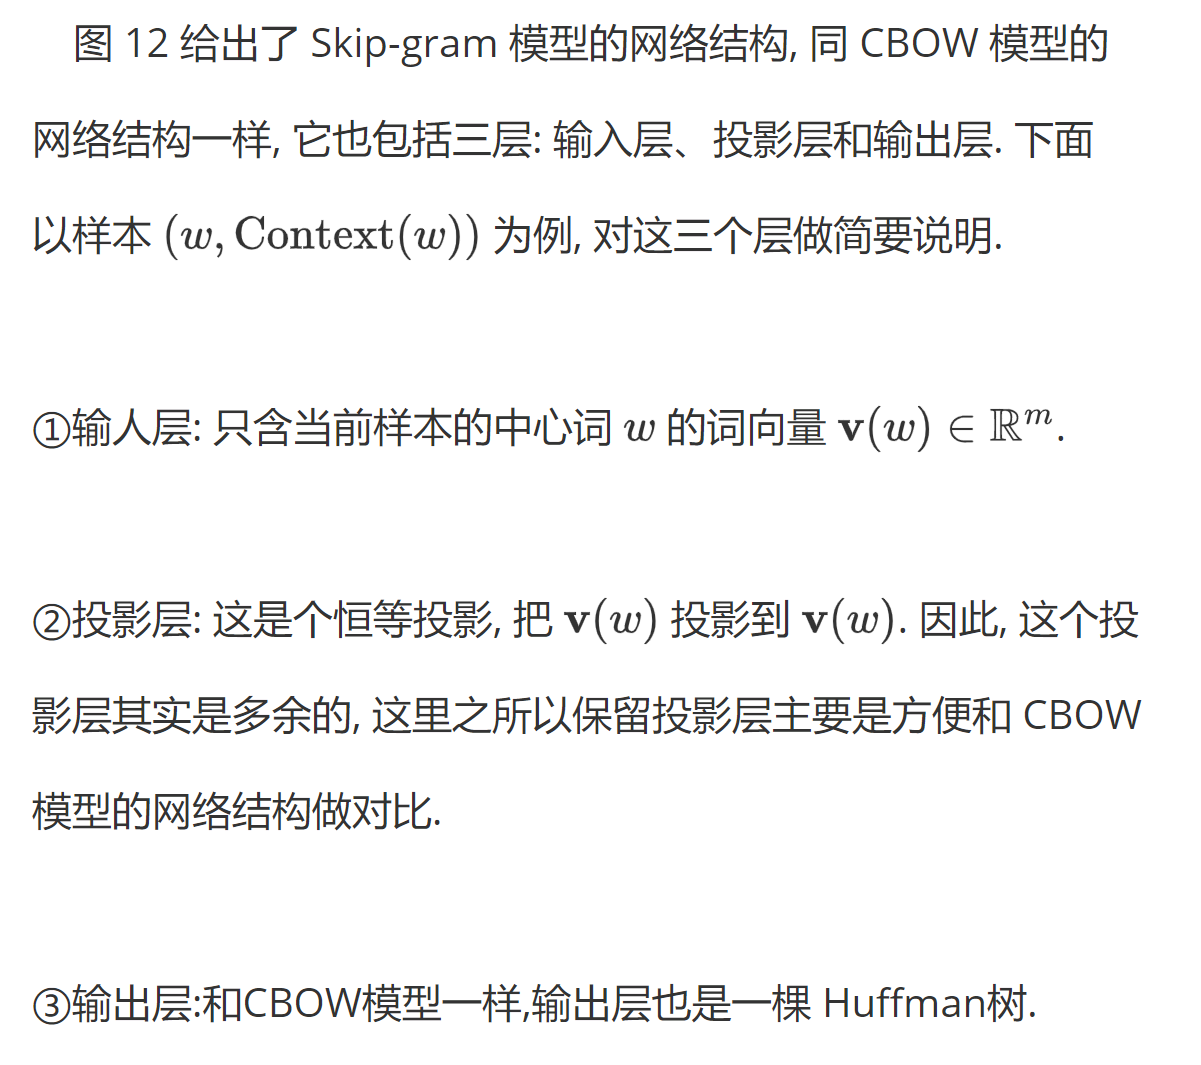 图 12 给出了 Skip-gram 模型的网络结构, 同 CBOW 模型的
网络结构一样, 它也包括三层: 输入层、投影层和输出层. 下面
以样本 (w, Context(w)) 为例, 对这三个层做简要说明.
①输人层: 只含当前样本的中心词 w 的词向量 v(w) ∈ ℝᵐ.
②投影层: 这是个恒等投影, 把 v(w) 投影到 v(w). 因此, 这个投
影层其实是多余的, 这里之所以保留投影层主要是方便和 CBOW
模型的网络结构做对比.
③输出层:和CBOW模型一样,输出层也是一棵 Huffman树.